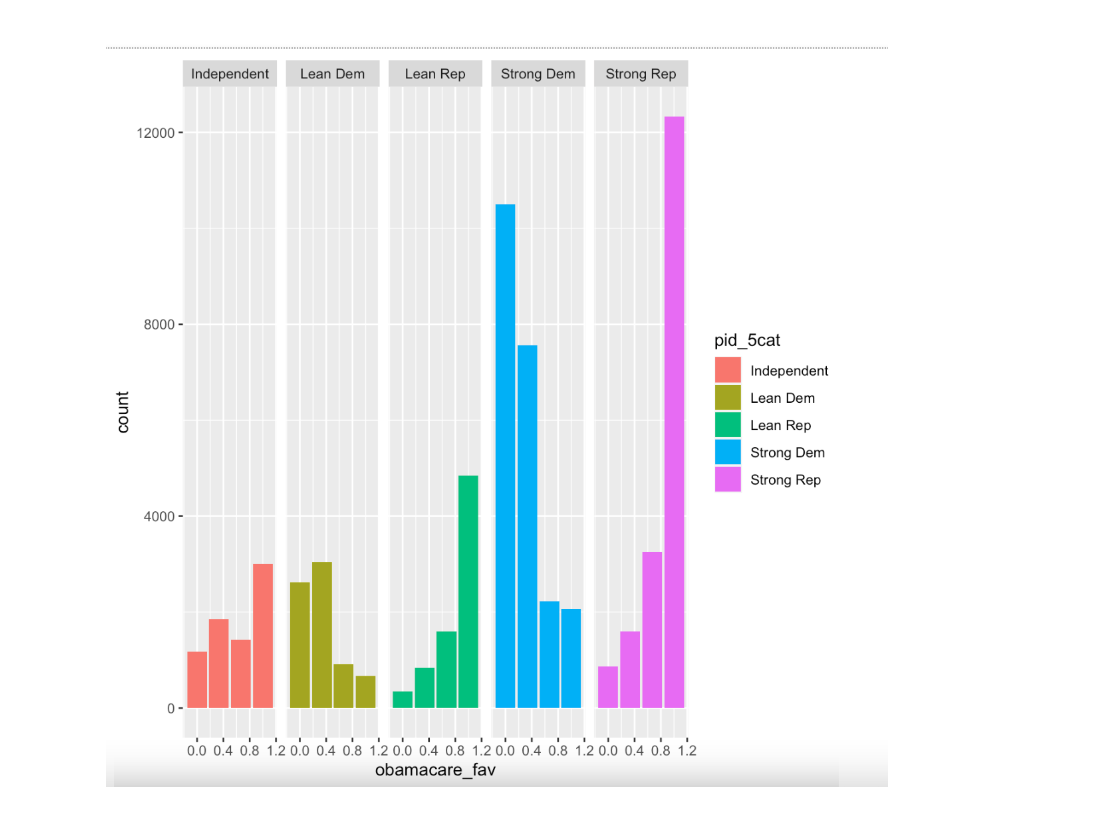 Independent Lean Dem Lean Rep Strong Dem Strong Rep
12000
8000
4000
0
count
0.0 0.4 0.8 1.2 0.0 0.4 0.8 1.2 0.0 0.4 0.8 1.2 0.0 0.4 0.8 1.2 0.0 0.4 0.8 1.2
obamacare_fav
pid_5cat
Independent
Lean Dem
Lean Rep
Strong Dem
Strong Rep